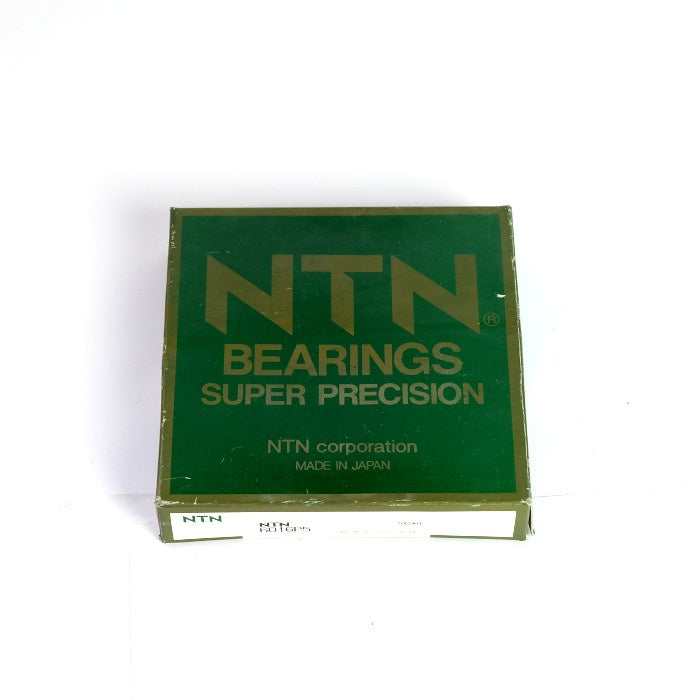 NTN®
BEARINGS
SUPER PRECISION
NTN corporation
MADE IN JAPAN
NTN
NTN
6016P5